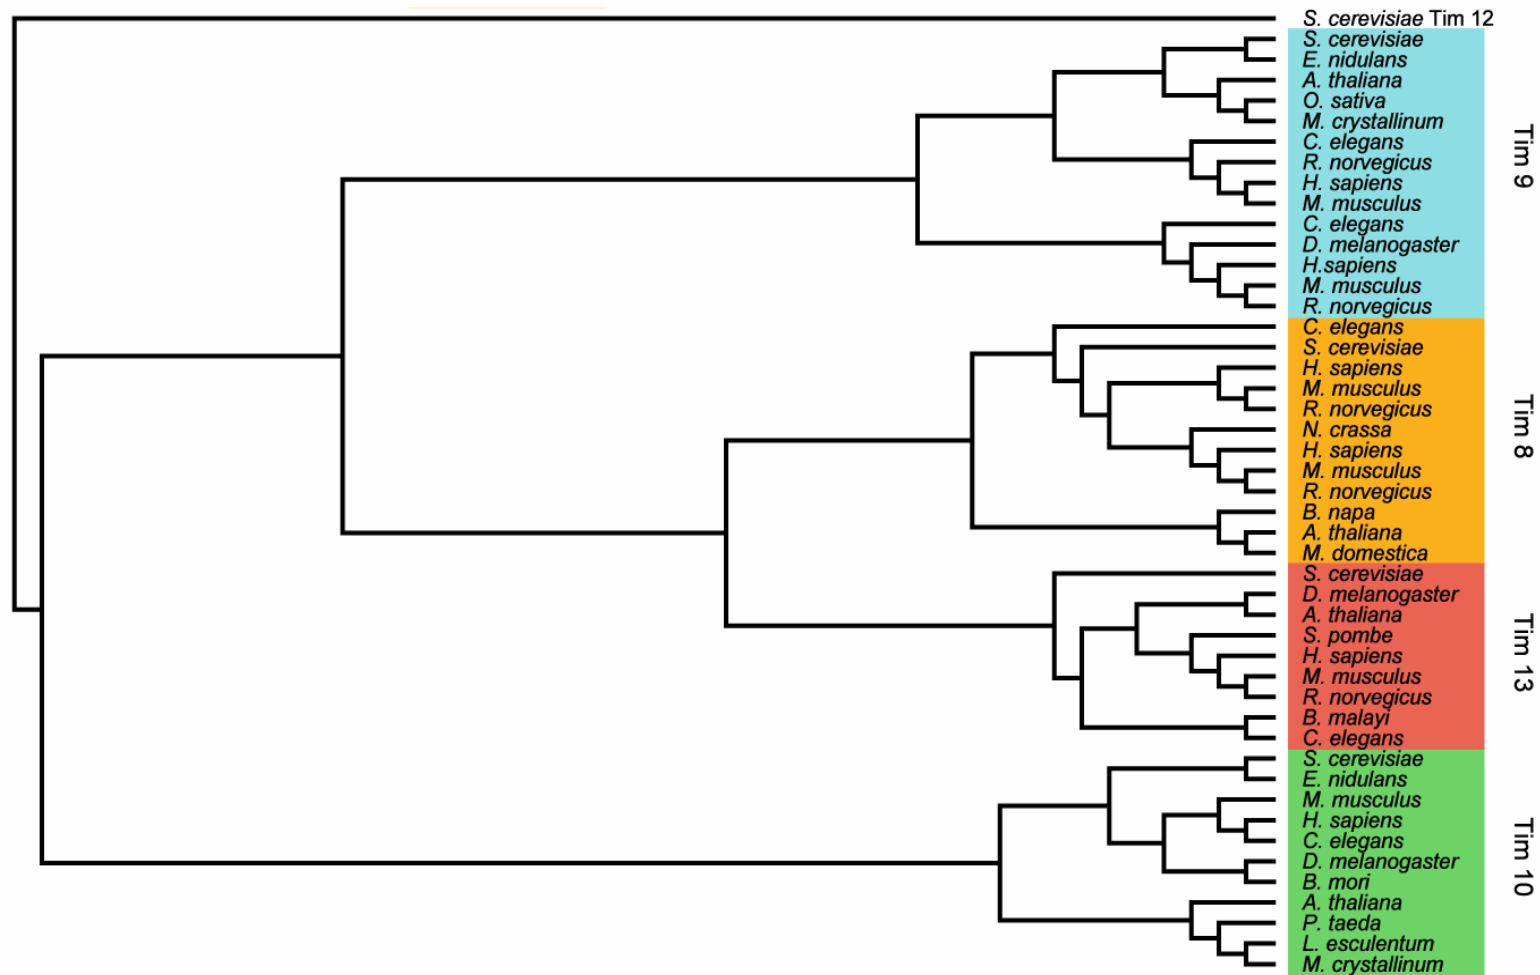 S. cerevisiae Tim 12
S. cerevisiae
E. nidulans
A. thaliana
O. sativa
M. crystallinum
C. elegans
R. norvegicus
H. sapiens
M. musculus
C. elegans
D. melanogaster
H.sapiens
M. musculus
R. norvegicus
Tim 9
C. elegans
S. cerevisiae
H. sapiens
M. musculus
R. norvegicus
N. crassa
H. sapiens
M. musculus
R. norvegicus
B. napa
A. thaliana
M. domestica
Tim 8
S. cerevisiae
D. melanogaster
A. thaliana
S. pombe
H. sapiens
M. musculus
R. norvegicus
B. malayi
C. elegans
Tim 13
S. cerevisiae
E. nidulans
M. musculus
H. sapiens
C. elegans
D. melanogaster
B. mori
A. thaliana
P. taeda
L. esculentum
M. crystallinum
Tim 10